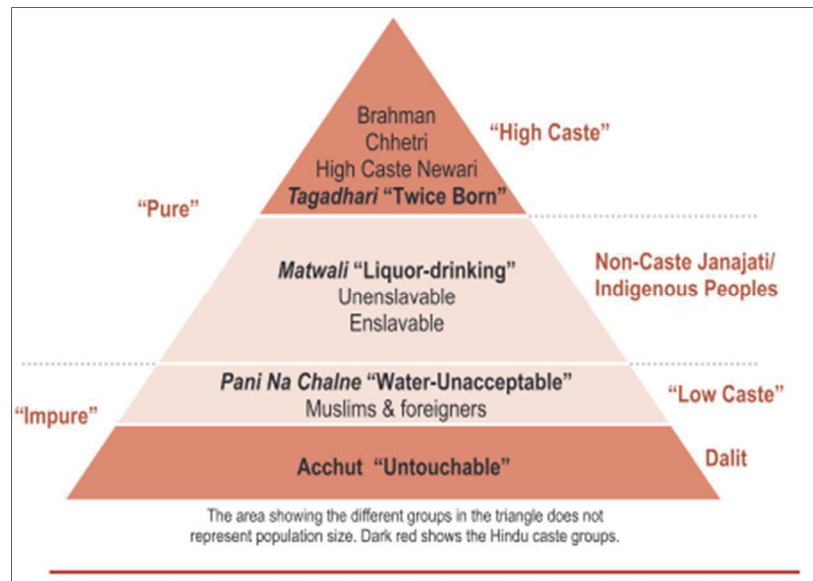 Brahman
Chhetri
High Caste Newari
Tagadhari “Twice Born”
“High Caste”
“Pure”
Matwali “Liquor-drinking”
Unenslavable
Enslavable
Non-Caste Janajati/
Indigenous Peoples
Pani Na Chalne “Water-Unacceptable”
Muslims & foreigners
“Impure”
“Low Caste”
Acchut “Untouchable”
Dalit
The area showing the different groups in the triangle does not
represent population size. Dark red shows the Hindu caste groups.